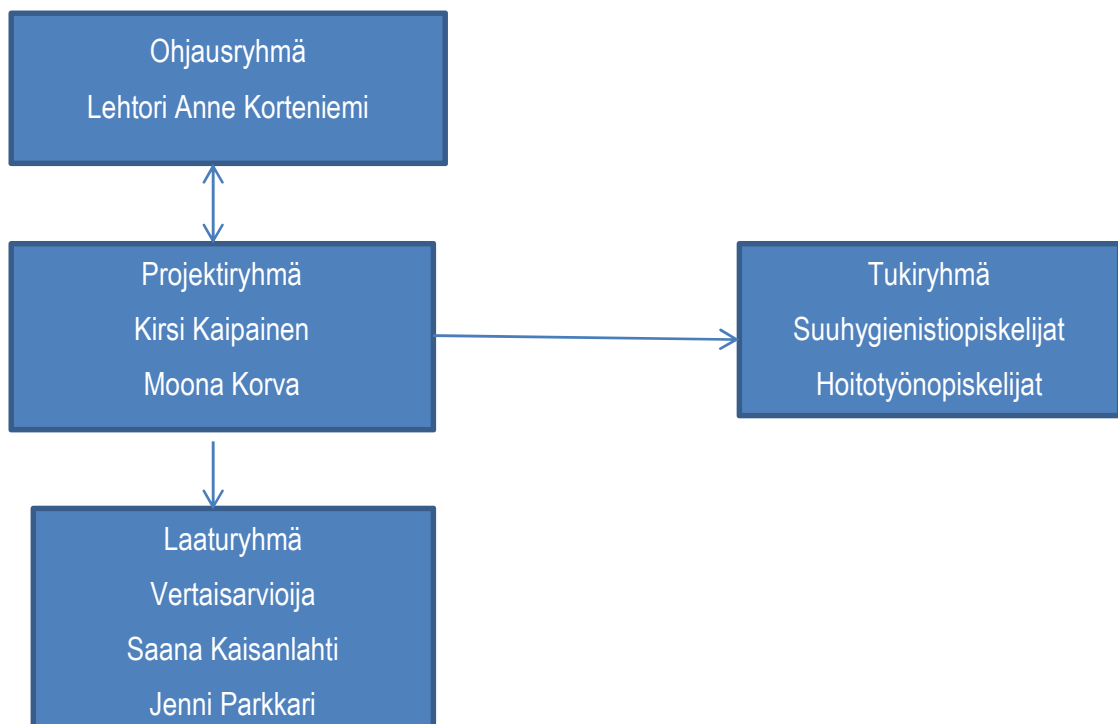 Ohjausryhmä
Lehtori Anne Korteniemi
Projektiryhmä
Kirsi Kaipainen
Moona Korva
Tukiryhmä
Suuhygienistiopiskelijat
Hoitotyönopiskelijat
Laaturyhmä
Vertaisarvioija
Saana Kaisanlahti
Jenni Parkkari